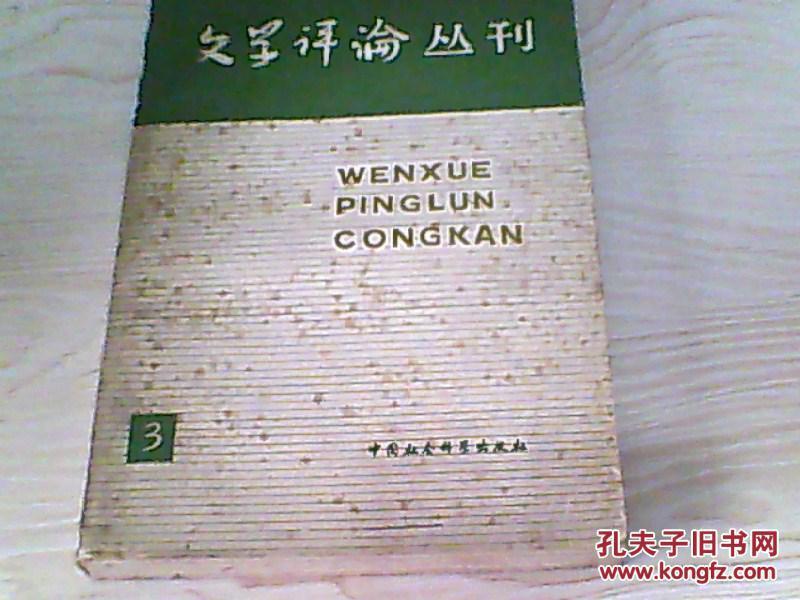 文学评论丛刊
WENXUE
PINGLUN
CONGKAN
3
中国社会科学出版社
孔夫子旧书网
www.kongfz.com